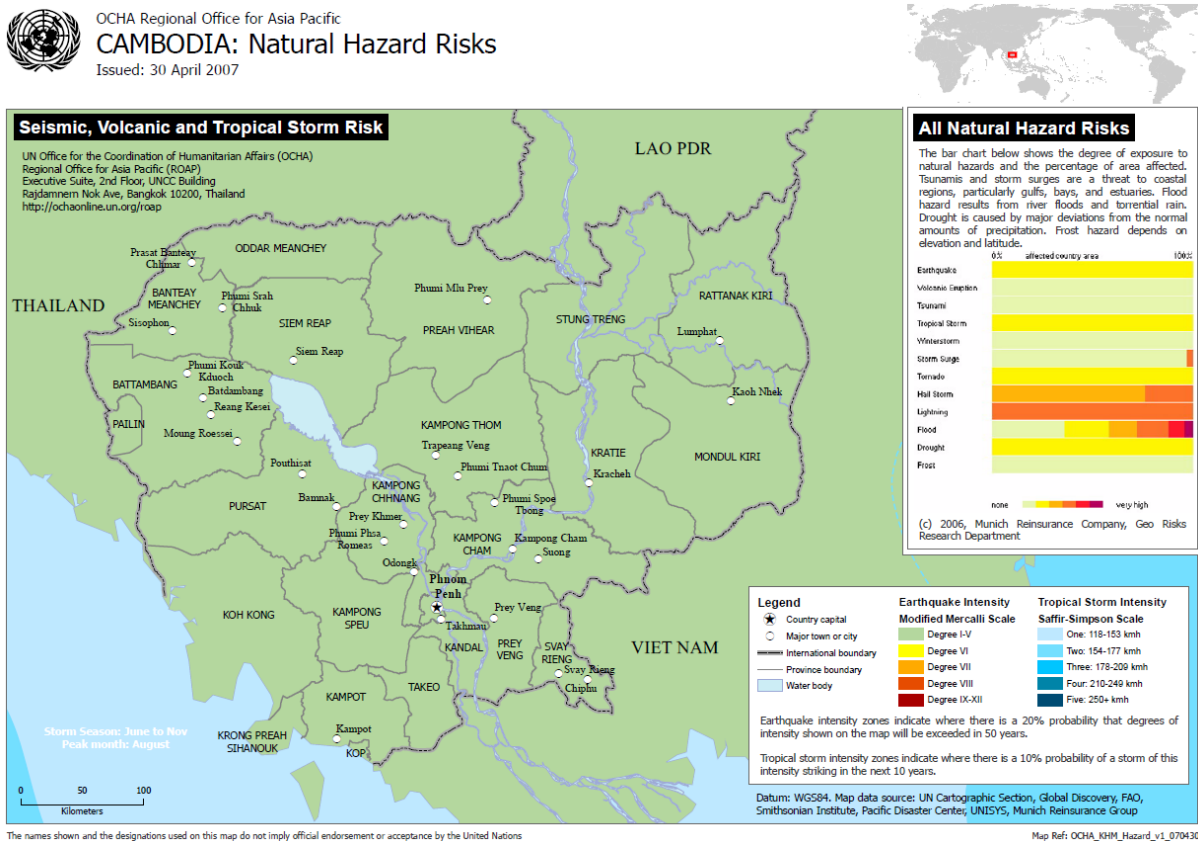 OCHA Regional Office for Asia Pacific
CAMBODIA: Natural Hazard Risks
Issued: 30 April 2007
Seismic, Volcanic and Tropical Storm Risk
UN Office for the Coordination of Humanitarian Affairs (OCHA)
Regional Office for Asia Pacific (ROAP)
Executive Suite, 2nd Floor, UNCC Building
Rajdamnern Nok Ave, Bangkok 10200, Thailand
http://ochaonline.un.org/roap
LAO PDR
ODDAR MEANCHEY
Prasat Banteay
Chhmar
THAILAND
BANTEAY
MEANCHEY
Phumi Srah
Chhuk
Sisophon
SIEM REAP
Siem Reap
Phumi Mlu Prey
PREAH VIHEAR
STUNG TRENG
RATTANAK KIRI
Lumphat
Phumi Kouk
Kduoch
BATTAMBANG
Batdambang
Reang Kesei
PAILIN
Moung Roessei
Kaoh Nhek
KAMPONG THOM
Trapeang Veng
Phumi Tnaot Chum
KRATIE
Kracheh
MONDUL KIRI
Pouthisat
PURSAT
Bamnak
KAMPONG
CHHNANG
Phumi Spoe
Tbong
Prey Khmer
Phumi Phsa
Romeas
KAMPONG
CHAM
Kampong Cham
Suong
Odongk
Phnom
Penh
KOH KONG
KAMPONG
SPEU
Takhmau
Prey Veng
KANDAL
PREY
VENG
SVAY
RIENG
Svay Rieng
Chiphu
VIET NAM
TAKEO
KAMPOT
Kampot
KRONG PREAH
SIHANOUK
KOP
Storm Season: June to Nov
Peak month: August
0 50 100
Kilometers
All Natural Hazard Risks
The bar chart below shows the degree of exposure to
natural hazards and the percentage of area affected.
Tsunamis and storm surges are a threat to coastal
regions, particularly gulfs, bays, and estuaries. Flood
hazard results from river floods and torrential rain.
Drought is caused by major deviations from the normal
amounts of precipitation. Frost hazard depends on
elevation and latitude.
0% affected country area 100%
Earthquake
Volcanic Eruption
Tsunami
Tropical Storm
Winterstorm
Storm Surge
Tornado
Hail Storm
Lightning
Flood
Drought
Frost
none very high
(c) 2006, Munich Reinsurance Company, Geo Risks
Research Department
Legend
Country capital
Major town or city
International boundary
Province boundary
Water body
Earthquake Intensity
Modified Mercalli Scale
Degree I-V
Degree VI
Degree VII
Degree VIII
Degree IX-XII
Tropical Storm Intensity
Saffir-Simpson Scale
One: 118-153 kmh
Two: 154-177 kmh
Three: 178-209 kmh
Four: 210-249 kmh
Five: 250+ kmh
Earthquake intensity zones indicate where there is a 20% probability that degrees of
intensity shown on the map will be exceeded in 50 years.
Tropical storm intensity zones indicate where there is a 10% probability of a storm of this
intensity striking in the next 10 years.
Datum: WGS84. Map data source: UN Cartographic Section, Global Discovery, FAO,
Smithsonian Institute, Pacific Disaster Center, UNISYS, Munich Reinsurance Group
The names shown and the designations used on this map do not imply official endorsement or acceptance by the United Nations
Map Ref: OCHA_KHM_Hazard_v1_070430